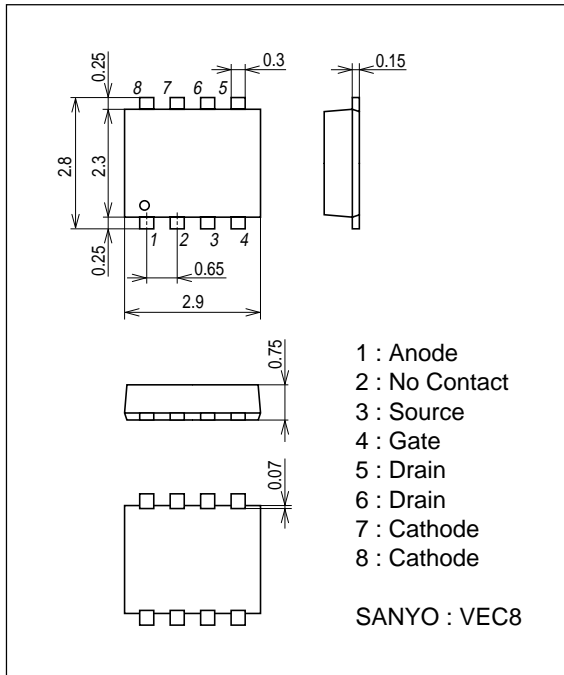 0.25
0.3
0.15
8 7 6 5
2.8
2.3
0.25
1 2 3 4
0.65
2.9
0.75
0.07
1 : Anode
2 : No Contact
3 : Source
4 : Gate
5 : Drain
6 : Drain
7 : Cathode
8 : Cathode
SANYO : VEC8